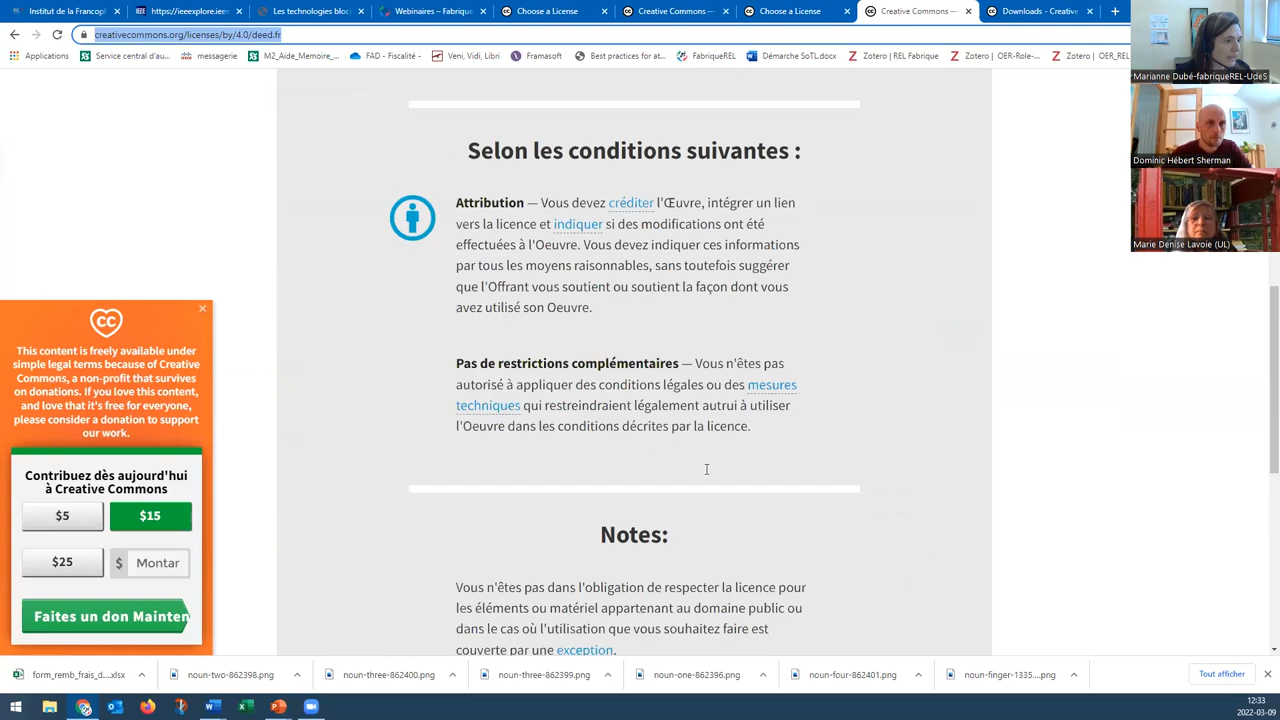 Institut de la Francoph
https://ieeexplore.ieee
Les technologies bloc
Webinaires – Fabrique
Choose a License
Creative Commons —
Choose a License
Creative Commons —
Downloads - Creative
creativecommons.org/licenses/by/4.0/deed.fr
Applications
Service central d'au...
messagerie
M2_Aide_Memoire_...
FAD - Fiscalité -
Veni, Vidi, Libri
Framasoft
Best practices for at...
FabriqueREL
Démarche SoTL.docx
Zotero | REL Fabrique
Zotero | OER-Role-...
Zotero | OER_REL
Marianne Dubé-fabriqueREL-UdeS
Dominic Hébert Sherman
Marie Denise Lavoie (UL)
Selon les conditions suivantes :
Attribution — Vous devez créditer l'Œuvre, intégrer un lien
vers la licence et indiquer si des modifications ont été
effectuées à l'Oeuvre. Vous devez indiquer ces informations
par tous les moyens raisonnables, sans toutefois suggérer
que l'Offrant vous soutient ou soutient la façon dont vous
avez utilisé son Oeuvre.
Pas de restrictions complémentaires — Vous n'êtes pas
autorisé à appliquer des conditions légales ou des mesures
techniques qui restreindraient légalement autrui à utiliser
l'Oeuvre dans les conditions décrites par la licence.
Notes:
Vous n'êtes pas dans l'obligation de respecter la licence pour
les éléments ou matériel appartenant au domaine public ou
dans le cas où l'utilisation que vous souhaitez faire est
couverte par une exception.
cc
This content is freely available under
simple legal terms because of Creative
Commons, a non-profit that survives
on donations. If you love this content,
and love that it's free for everyone,
please consider a donation to support
our work.
Contribuez dès aujourd'hui
à Creative Commons
$5
$15
$25
$ Montar
Faites un don Mainten
form_remb_frais_d....xlsx
noun-two-862398.png
noun-three-862400.png
noun-three-862399.png
noun-one-862396.png
noun-four-862401.png
noun-finger-1335....png
Tout afficher
12:33
2022-03-09